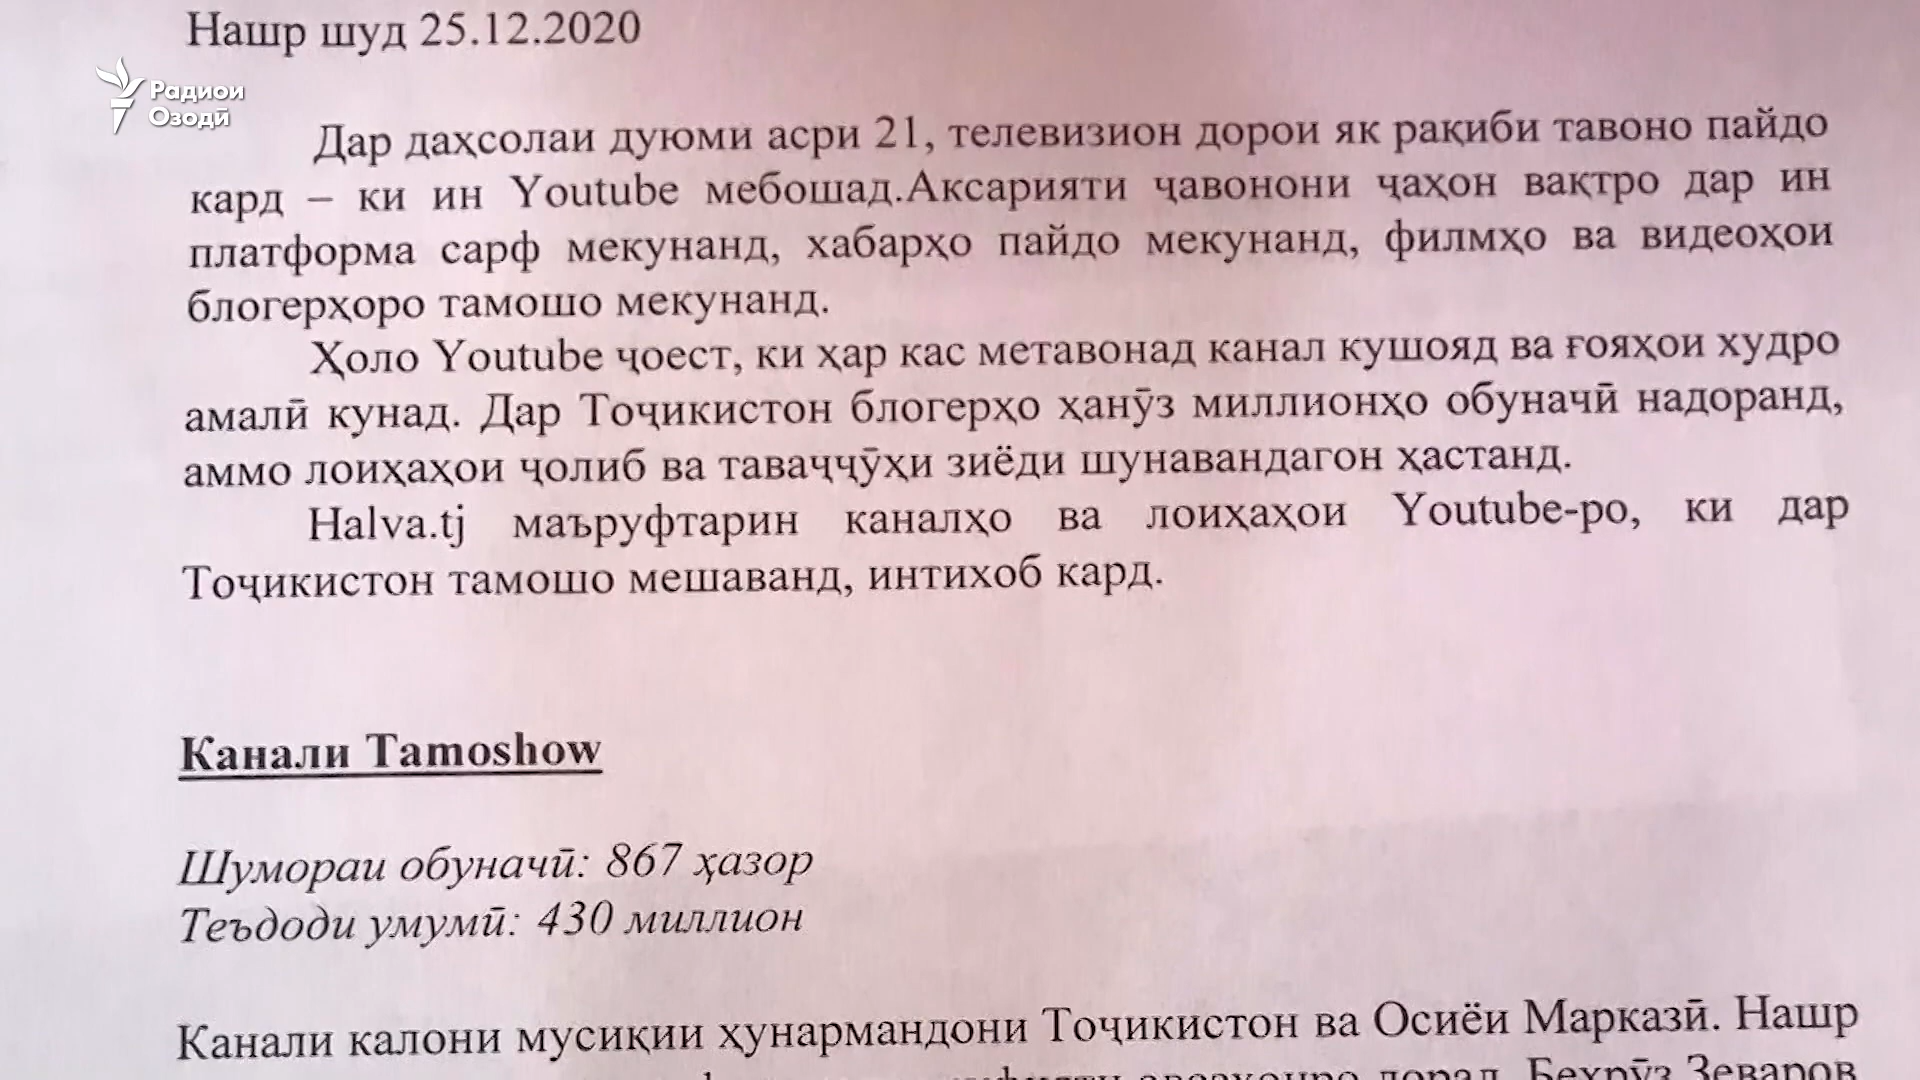 Нашр шуд 25.12.2020
Радиои
Озодӣ
Дар даҳсолаи дуюми асри 21, телевизион дорои як рақиби тавоно пайдо
кард – ки ин Youtube мебошад.Аксарияти ҷавонони ҷаҳон вақтро дар ин
платформа сарф мекунанд, хабарҳо пайдо мекунанд, филмҳо ва видеоҳои
блогерҳоро тамошо мекунанд.
Ҳоло Youtube ҷоест, ки ҳар кас метавонад канал кушояд ва ғояҳои худро
амалӣ кунад. Дар Тоҷикистон блогерҳо ҳанӯз миллионҳо обуначӣ надоранд,
аммо лоиҳаҳои ҷолиб ва таваҷҷӯҳи зиёди шунавандагон ҳастанд.
Halva.tj маъруфтарин каналҳо ва лоиҳаҳои Youtube-ро, ки дар
Тоҷикистон тамошо мешаванд, интихоб кард.
Канали Tamoshow
Шумораи обуначӣ: 867 ҳазор
Теъдоди умумӣ: 430 миллион
Канали калони мусиқии ҳунармандони Тоҷикистон ва Осиёи Марказӣ. Нашр
дорад. Беҳрӯз Зеваров